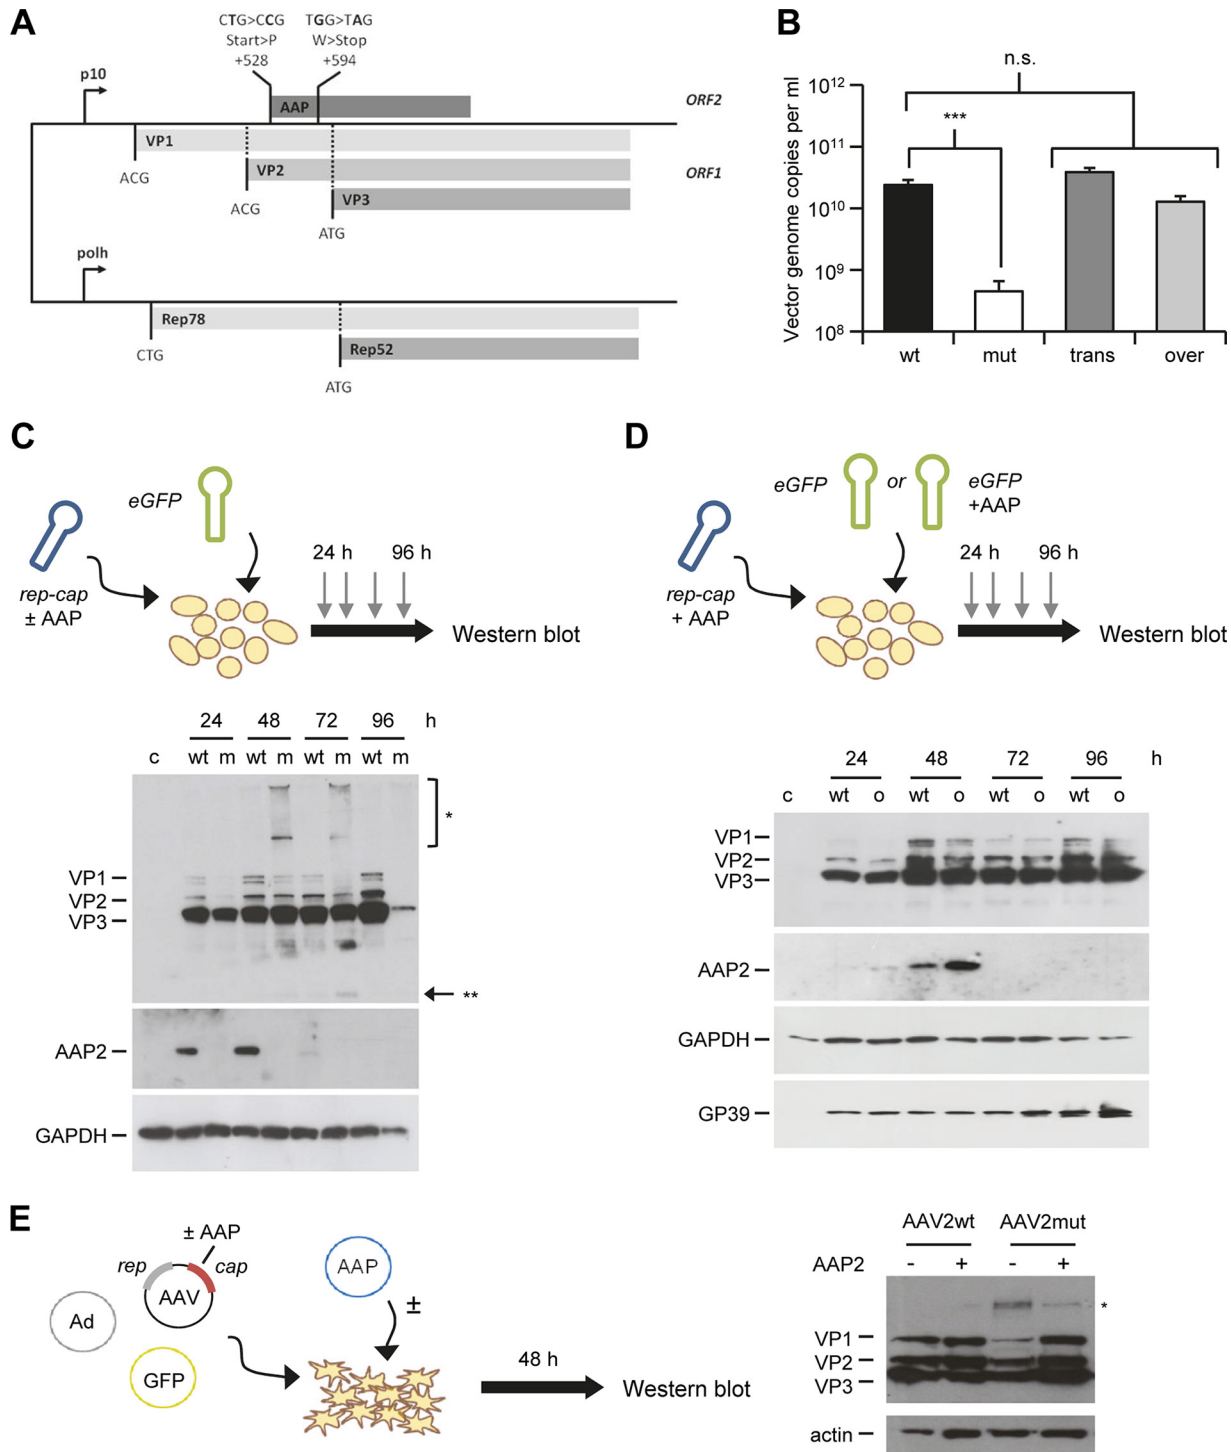 A
CTG>CCG TGG>TAG
Start>P W>Stop
+528 +594
p10
AAP
ORF2
VP1
ACG
VP2
ORF1
ACG
VP3
ATG
polh
Rep78
CTG
Rep52
ATG
B
Vector genome copies per ml
n.s.
***
10¹²
10¹¹
10¹⁰
10⁹
10⁸
wt mut trans over
C
eGFP
rep-cap
± AAP
24 h 96 h
Western blot
24 48 72 96 h
c wt m wt m wt m wt m
*
VP1
VP2
VP3
**
AAP2
GAPDH
D
eGFP or eGFP
+AAP
rep-cap
+ AAP
24 h 96 h
Western blot
24 48 72 96 h
c wt o wt o wt o wt o
VP1
VP2
VP3
AAP2
GAPDH
GP39
E
± AAP
rep cap
AAV
Ad
GFP
AAP
±
48 h
Western blot
AAV2wt AAV2mut
AAP2 - + - +
*
VP1
VP2
VP3
actin